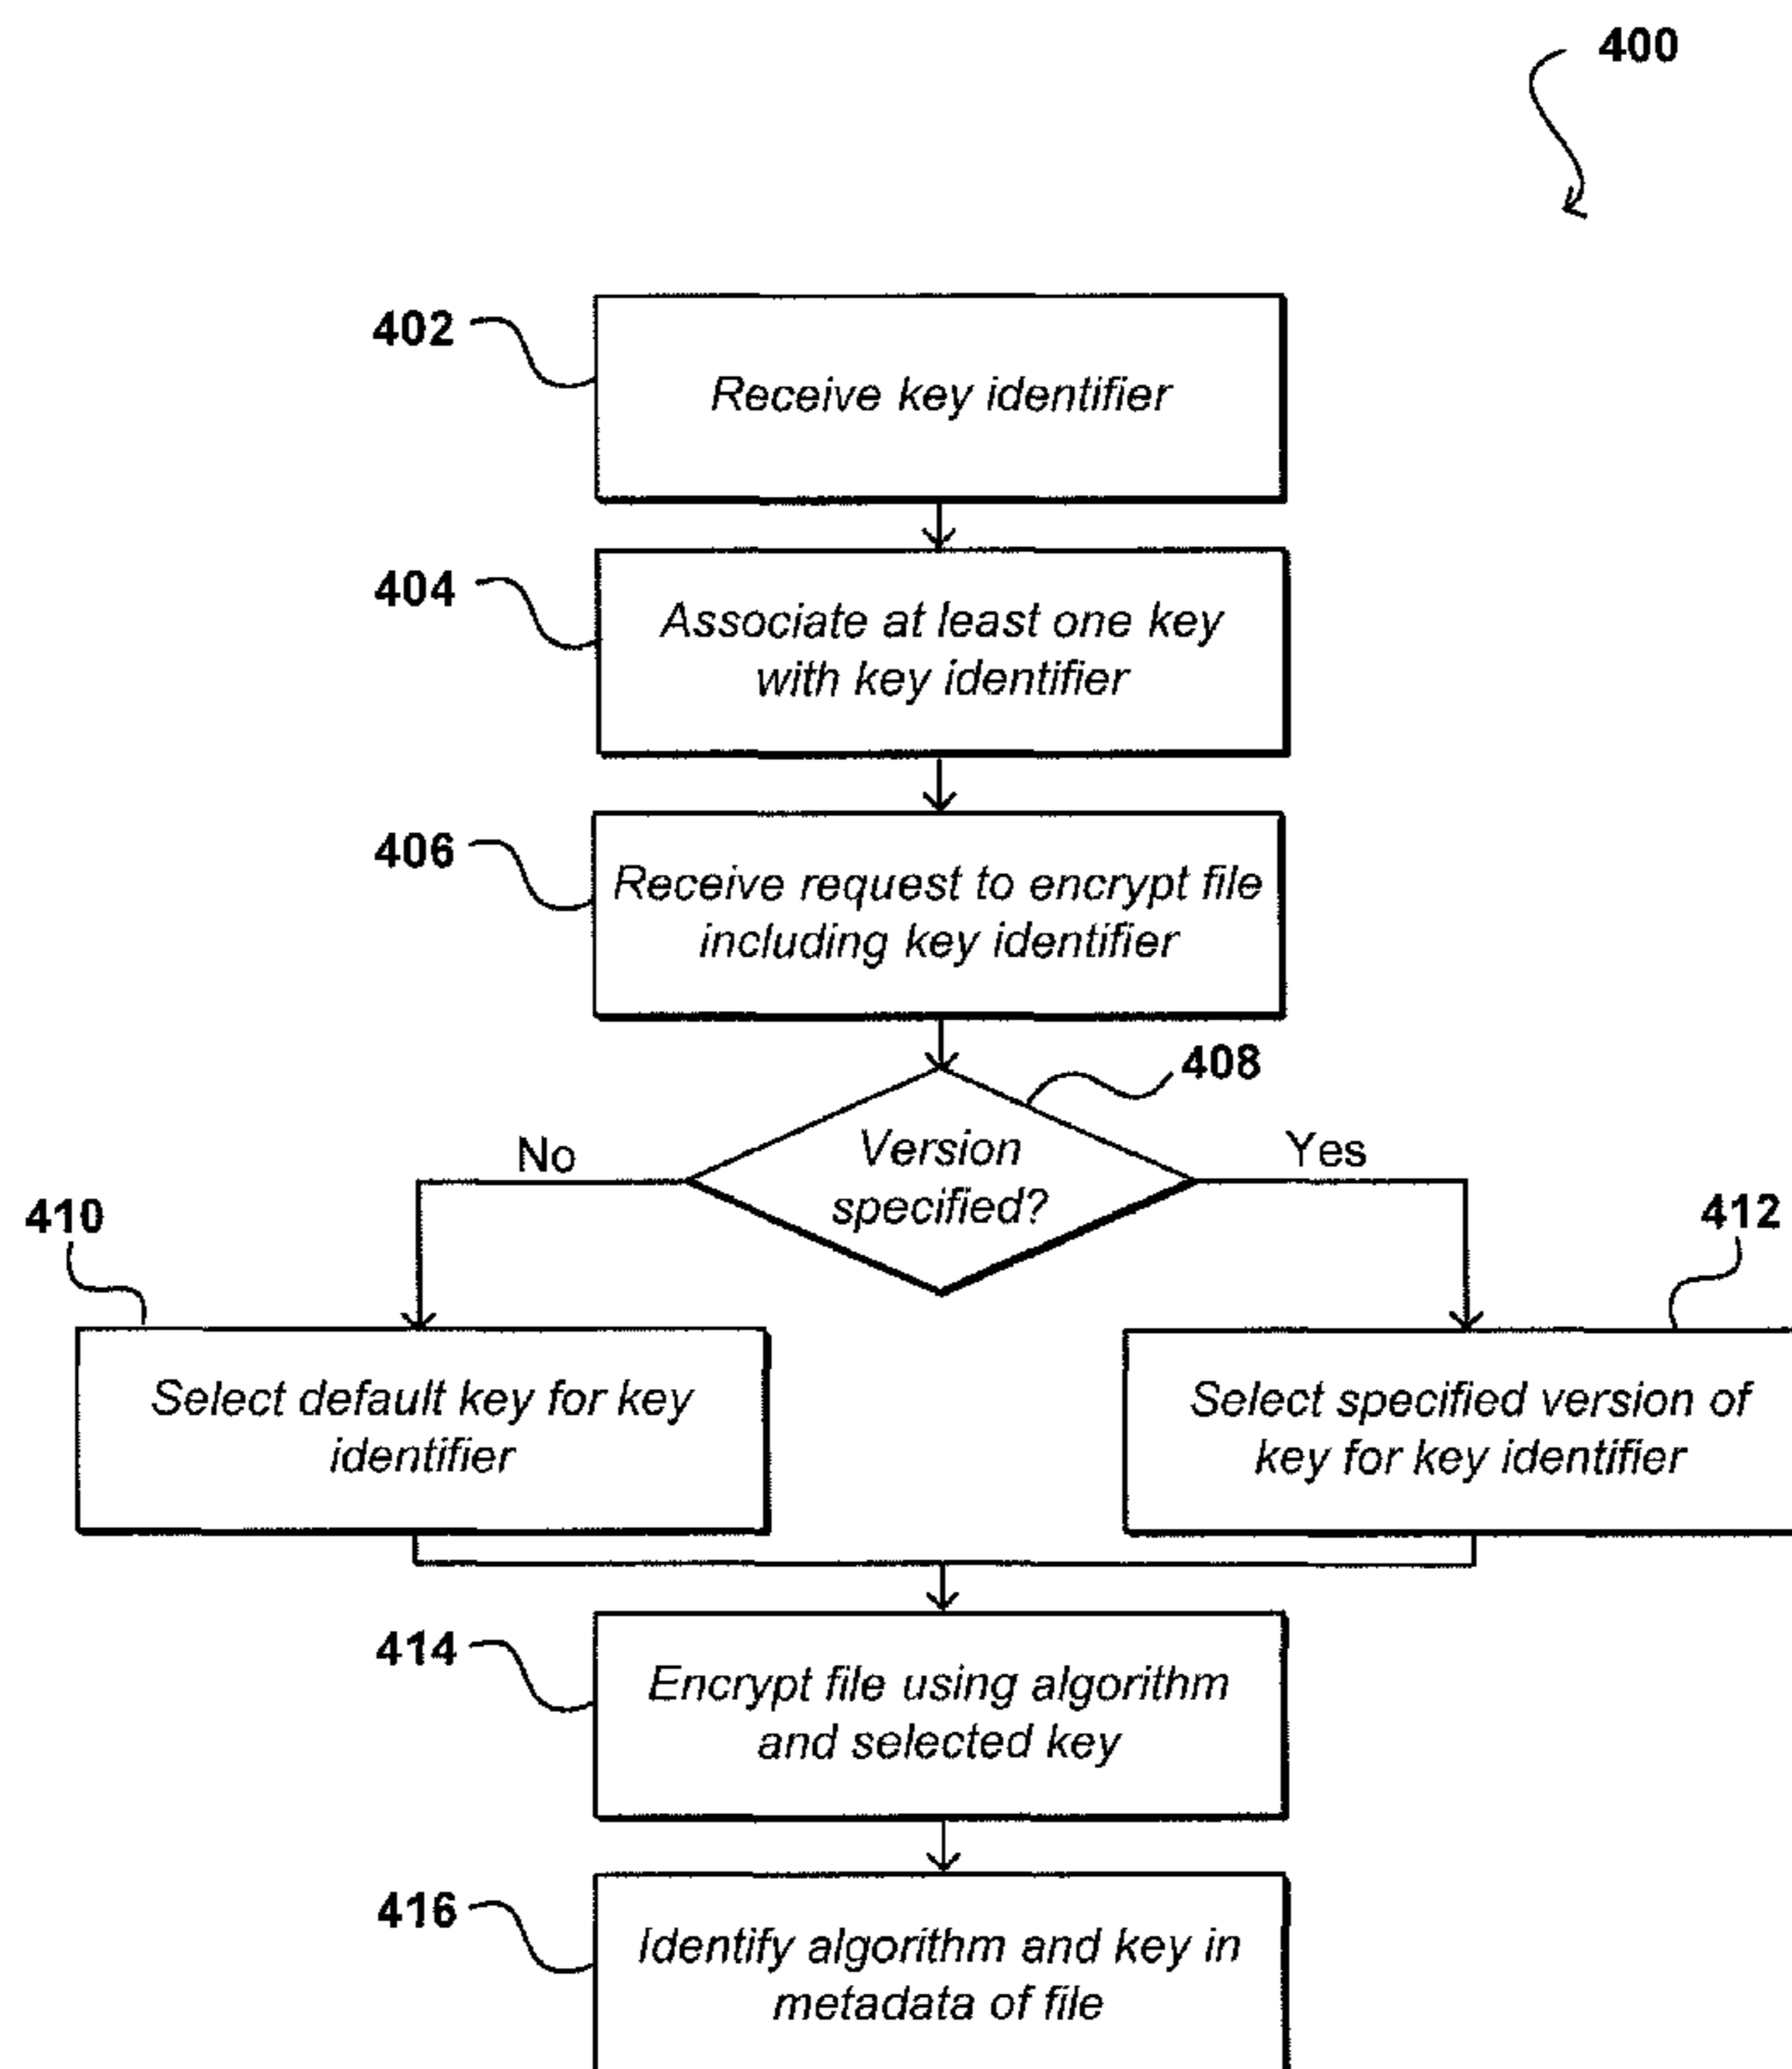 400
402
Receive key identifier
404
Associate at least one key
with key identifier
406
Receive request to encrypt file
including key identifier
408
Version
specified?
No
Yes
410
412
Select default key for key
identifier
Select specified version of
key for key identifier
414
Encrypt file using algorithm
and selected key
416
Identify algorithm and key in
metadata of file